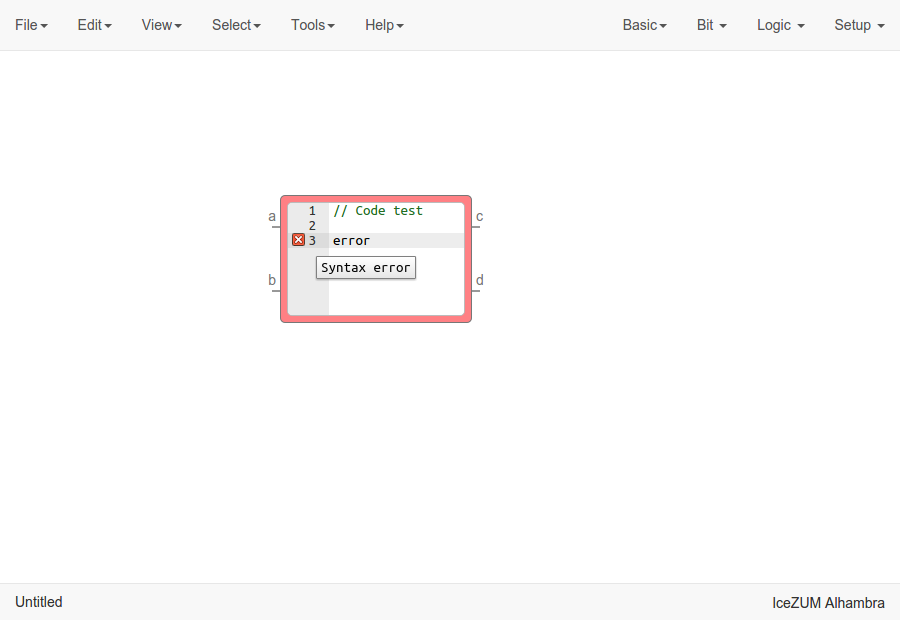 File Edit View Select Tools Help Basic Bit Logic Setup
a c
1 // Code test
2
3 error
Syntax error
b d
Untitled IceZUM Alhambra